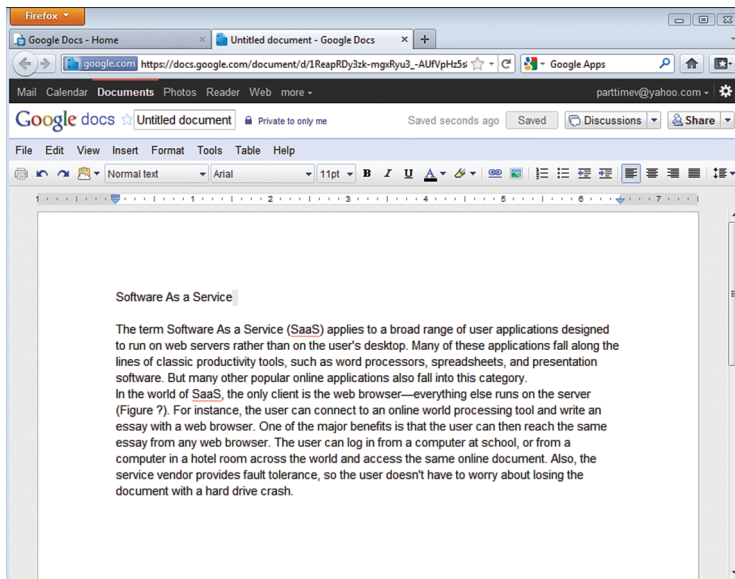 Firefox
Google Docs - Home
Untitled document - Google Docs
google.com https://docs.google.com/document/d/1ReapRDy3zk-mgxRyu3_-AUfVpHz5s
Google Apps
Mail Calendar Documents Photos Reader Web more
parttimev@yahoo.com
Google docs Untitled document Private to only me Saved seconds ago Saved Discussions Share
File Edit View Insert Format Tools Table Help
Normal text Arial 11pt B I U A
1 1 2 3 4 5 6 7
Software As a Service
The term Software As a Service (SaaS) applies to a broad range of user applications designed
to run on web servers rather than on the user's desktop. Many of these applications fall along the
lines of classic productivity tools, such as word processors, spreadsheets, and presentation
software. But many other popular online applications also fall into this category.
In the world of SaaS, the only client is the web browser—everything else runs on the server
(Figure ?). For instance, the user can connect to an online world processing tool and write an
essay with a web browser. One of the major benefits is that the user can then reach the same
essay from any web browser. The user can log in from a computer at school, or from a
computer in a hotel room across the world and access the same online document. Also, the
service vendor provides fault tolerance, so the user doesn't have to worry about losing the
document with a hard drive crash.